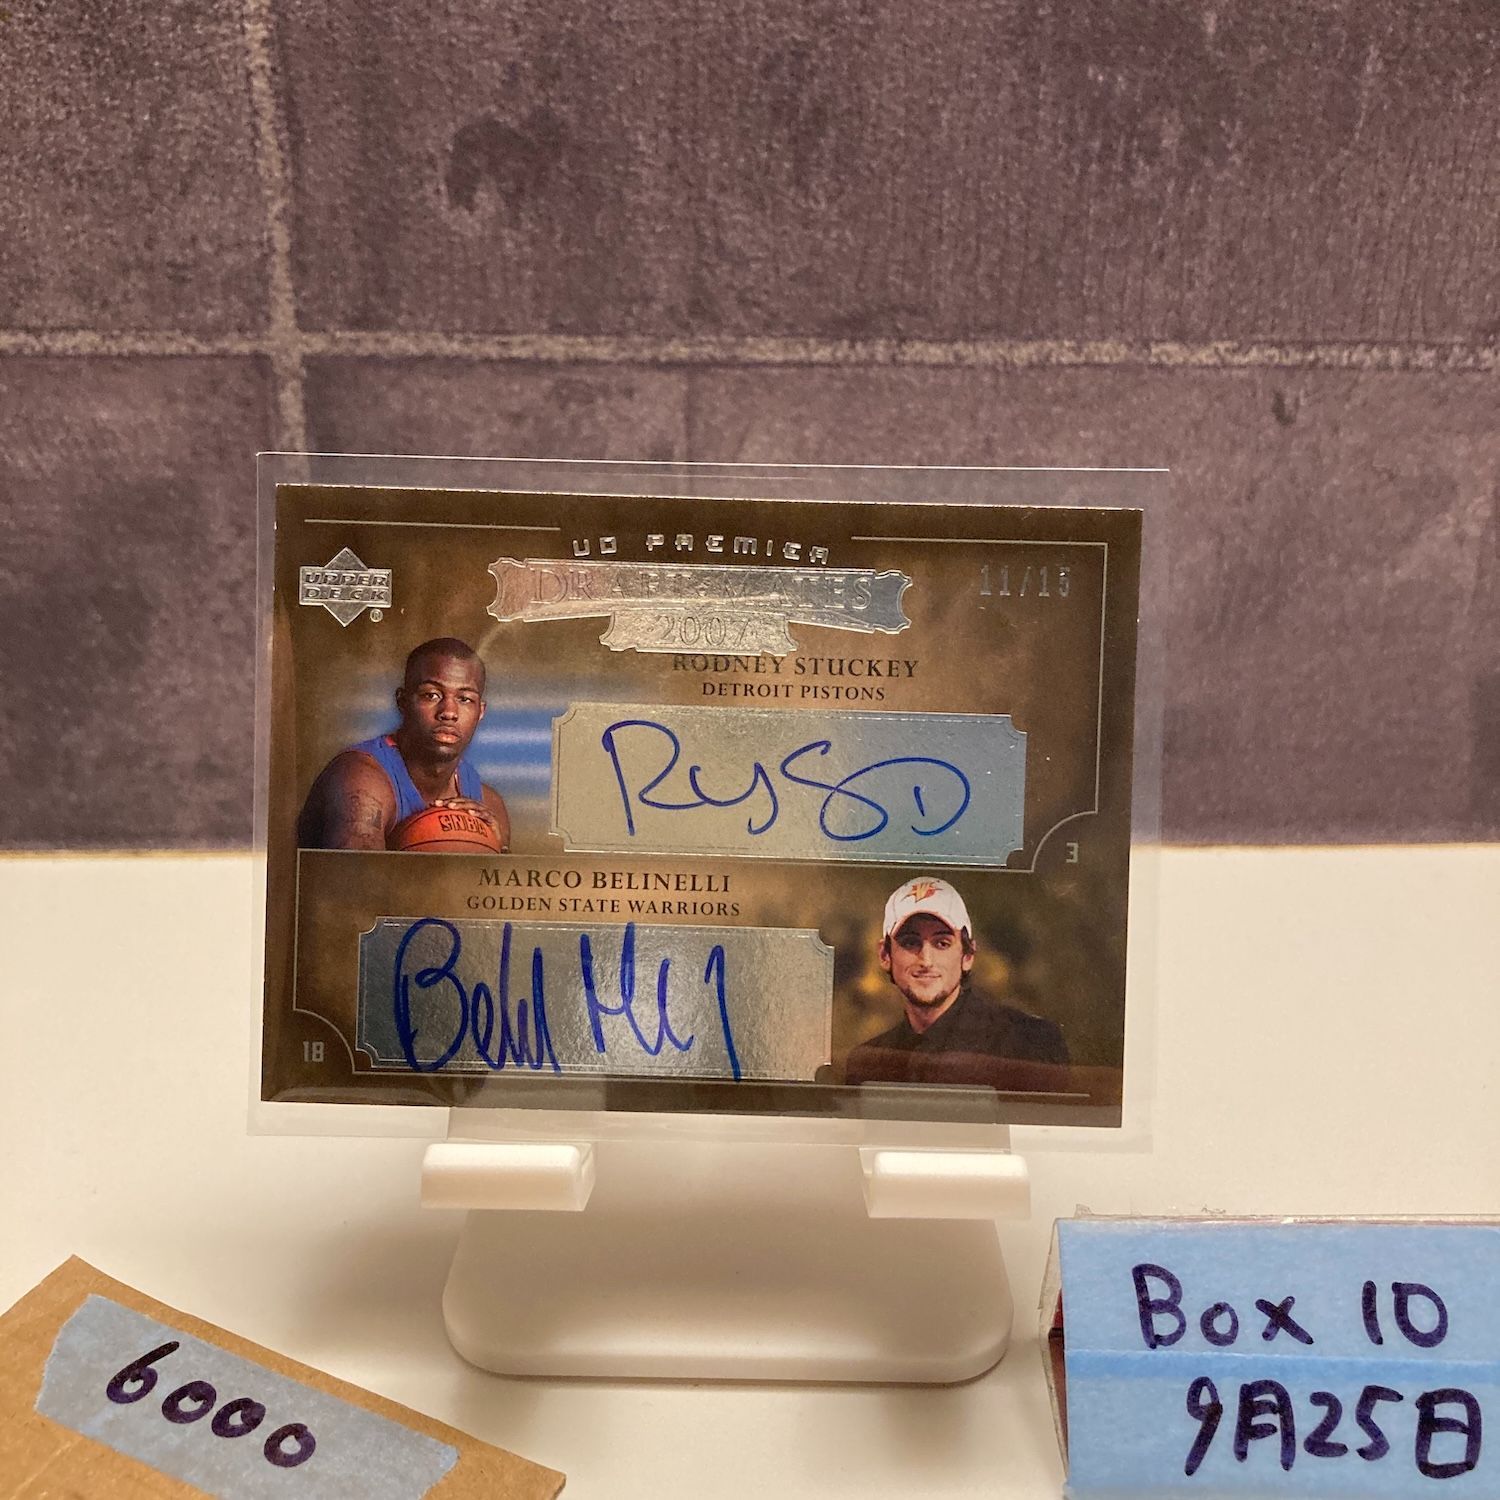 UD PREMIER
UPPER
DECK
DRAFT MATES
2007
11/15
RODNEY STUCKEY
DETROIT PISTONS
NBA
3
MARCO BELINELLI
GOLDEN STATE WARRIORS
18
6000
Box 10
9月25日